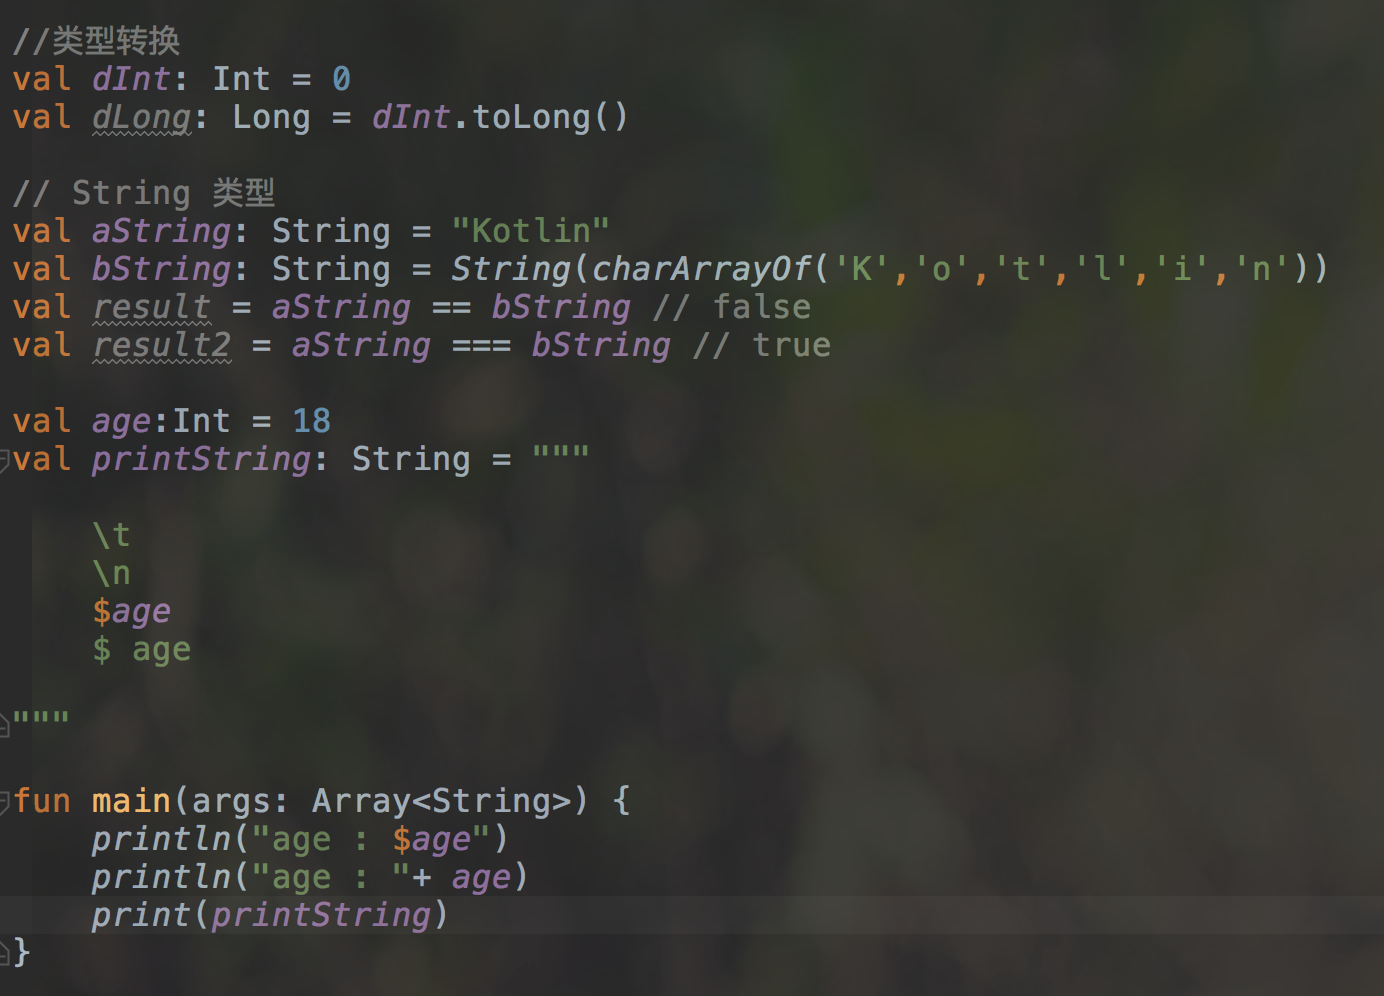 //类型转换
val dInt: Int = 0
val dLong: Long = dInt.toLong()
// String 类型
val aString: String = "Kotlin"
val bString: String = String(charArrayOf('K','o','t','l','i','n'))
val result = aString == bString // false
val result2 = aString === bString // true
val age:Int = 18
val printString: String = """
\t
\n
$age
$ age
"""
fun main(args: Array<String>) {
println("age : $age")
println("age : "+ age)
print(printString)
}